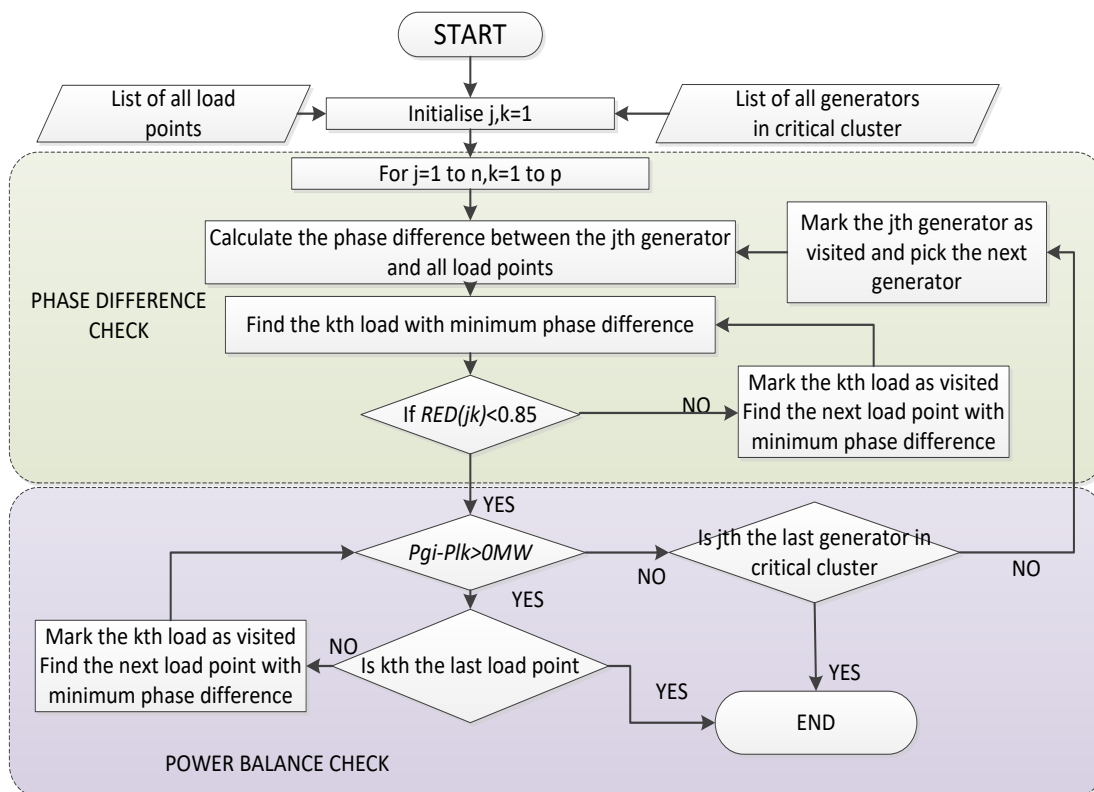 START
List of all load
points
Initialise j,k=1
List of all generators
in critical cluster
For j=1 to n,k=1 to p
Calculate the phase difference between the jth generator
and all load points
Mark the jth generator as
visited and pick the next
generator
PHASE DIFFERENCE
CHECK
Find the kth load with minimum phase difference
If RED(jk)<0.85
NO
Mark the kth load as visited
Find the next load point with
minimum phase difference
YES
Pgi-Plk>0MW
NO
Is jth the last generator in
critical cluster
NO
YES
Mark the kth load as visited
Find the next load point with
minimum phase difference
NO
Is kth the last load point
YES
YES
END
POWER BALANCE CHECK